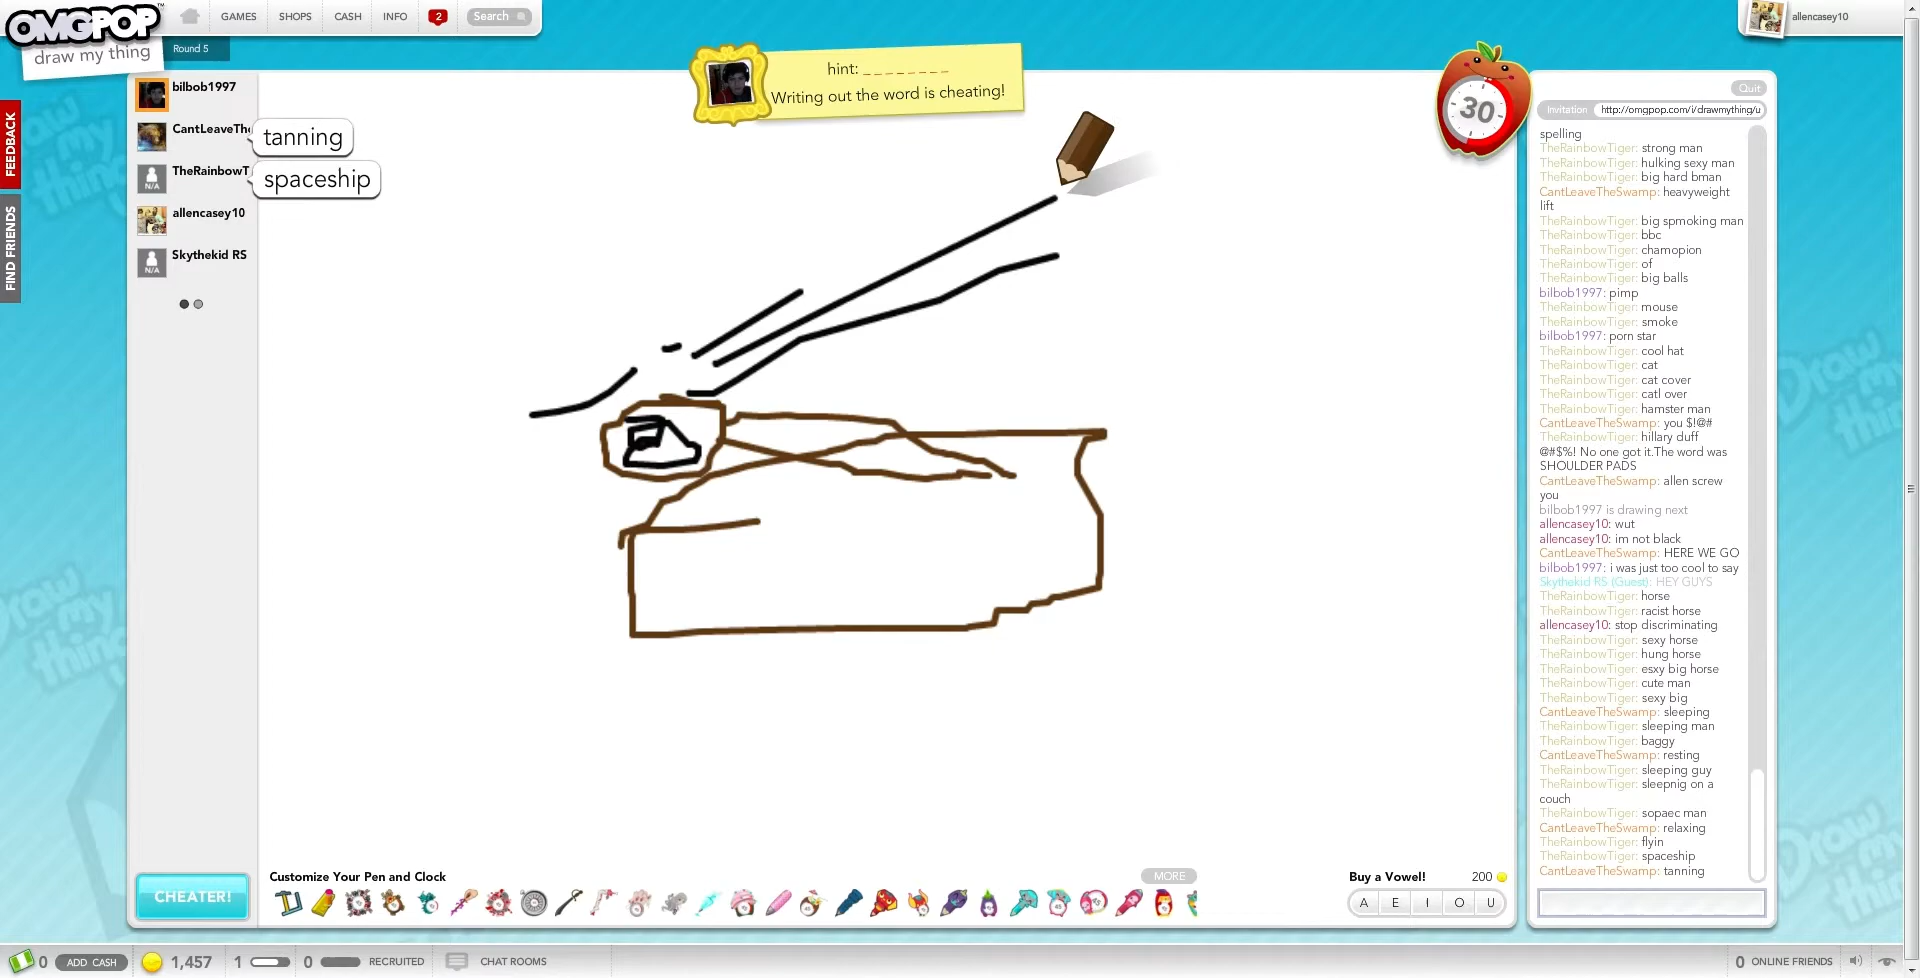 OMGPOP
draw my thing
GAMES
SHOPS
CASH
INFO
2
Search
allencasey10
Round 5
FEEDBACK
FIND FRIENDS
bilbob1997
CantLeaveThe
tanning
TheRainbowT
spaceship
allencasey10
Skythekid RS
N/A
N/A
hint: _ _ _ _ _ _ _ _
Writing out the word is cheating!
30
Quit
Invitation http://omgpop.com/i/drawmything/u
spelling
TheRainbowTiger: strong man
TheRainbowTiger: hulking sexy man
TheRainbowTiger: big hard bman
CantLeaveTheSwamp: heavyweight
lift
TheRainbowTiger: big spmoking man
TheRainbowTiger: bbc
TheRainbowTiger: chamopion
TheRainbowTiger: of
TheRainbowTiger: big balls
bilbob1997: pimp
TheRainbowTiger: mouse
TheRainbowTiger: smoke
bilbob1997: porn star
TheRainbowTiger: cool hat
TheRainbowTiger: cat
TheRainbowTiger: cat cover
TheRainbowTiger: catl over
TheRainbowTiger: hamster man
CantLeaveTheSwamp: you $!@#
TheRainbowTiger: hillary duff
@#$%! No one got it.The word was
SHOULDER PADS
CantLeaveTheSwamp: allen screw
you
bilbob1997 is drawing next
allencasey10: wut
allencasey10: im not black
CantLeaveTheSwamp: HERE WE GO
bilbob1997: i was just too cool to say
Skythekid RS (Guest): HEY GUYS
TheRainbowTiger: horse
TheRainbowTiger: racist horse
allencasey10: stop discriminating
TheRainbowTiger: sexy horse
TheRainbowTiger: hung horse
TheRainbowTiger: esxy big horse
TheRainbowTiger: cute man
TheRainbowTiger: sexy big
CantLeaveTheSwamp: sleeping
TheRainbowTiger: sleeping man
TheRainbowTiger: baggy
CantLeaveTheSwamp: resting
TheRainbowTiger: sleeping guy
TheRainbowTiger: sleepnig on a
couch
TheRainbowTiger: sopaec man
CantLeaveTheSwamp: relaxing
TheRainbowTiger: flyin
TheRainbowTiger: spaceship
CantLeaveTheSwamp: tanning
CHEATER!
Customize Your Pen and Clock
MORE
Buy a Vowel!
200
A E I O U
0 ADD CASH
1,457
1
0
RECRUITED
CHAT ROOMS
0 ONLINE FRIENDS